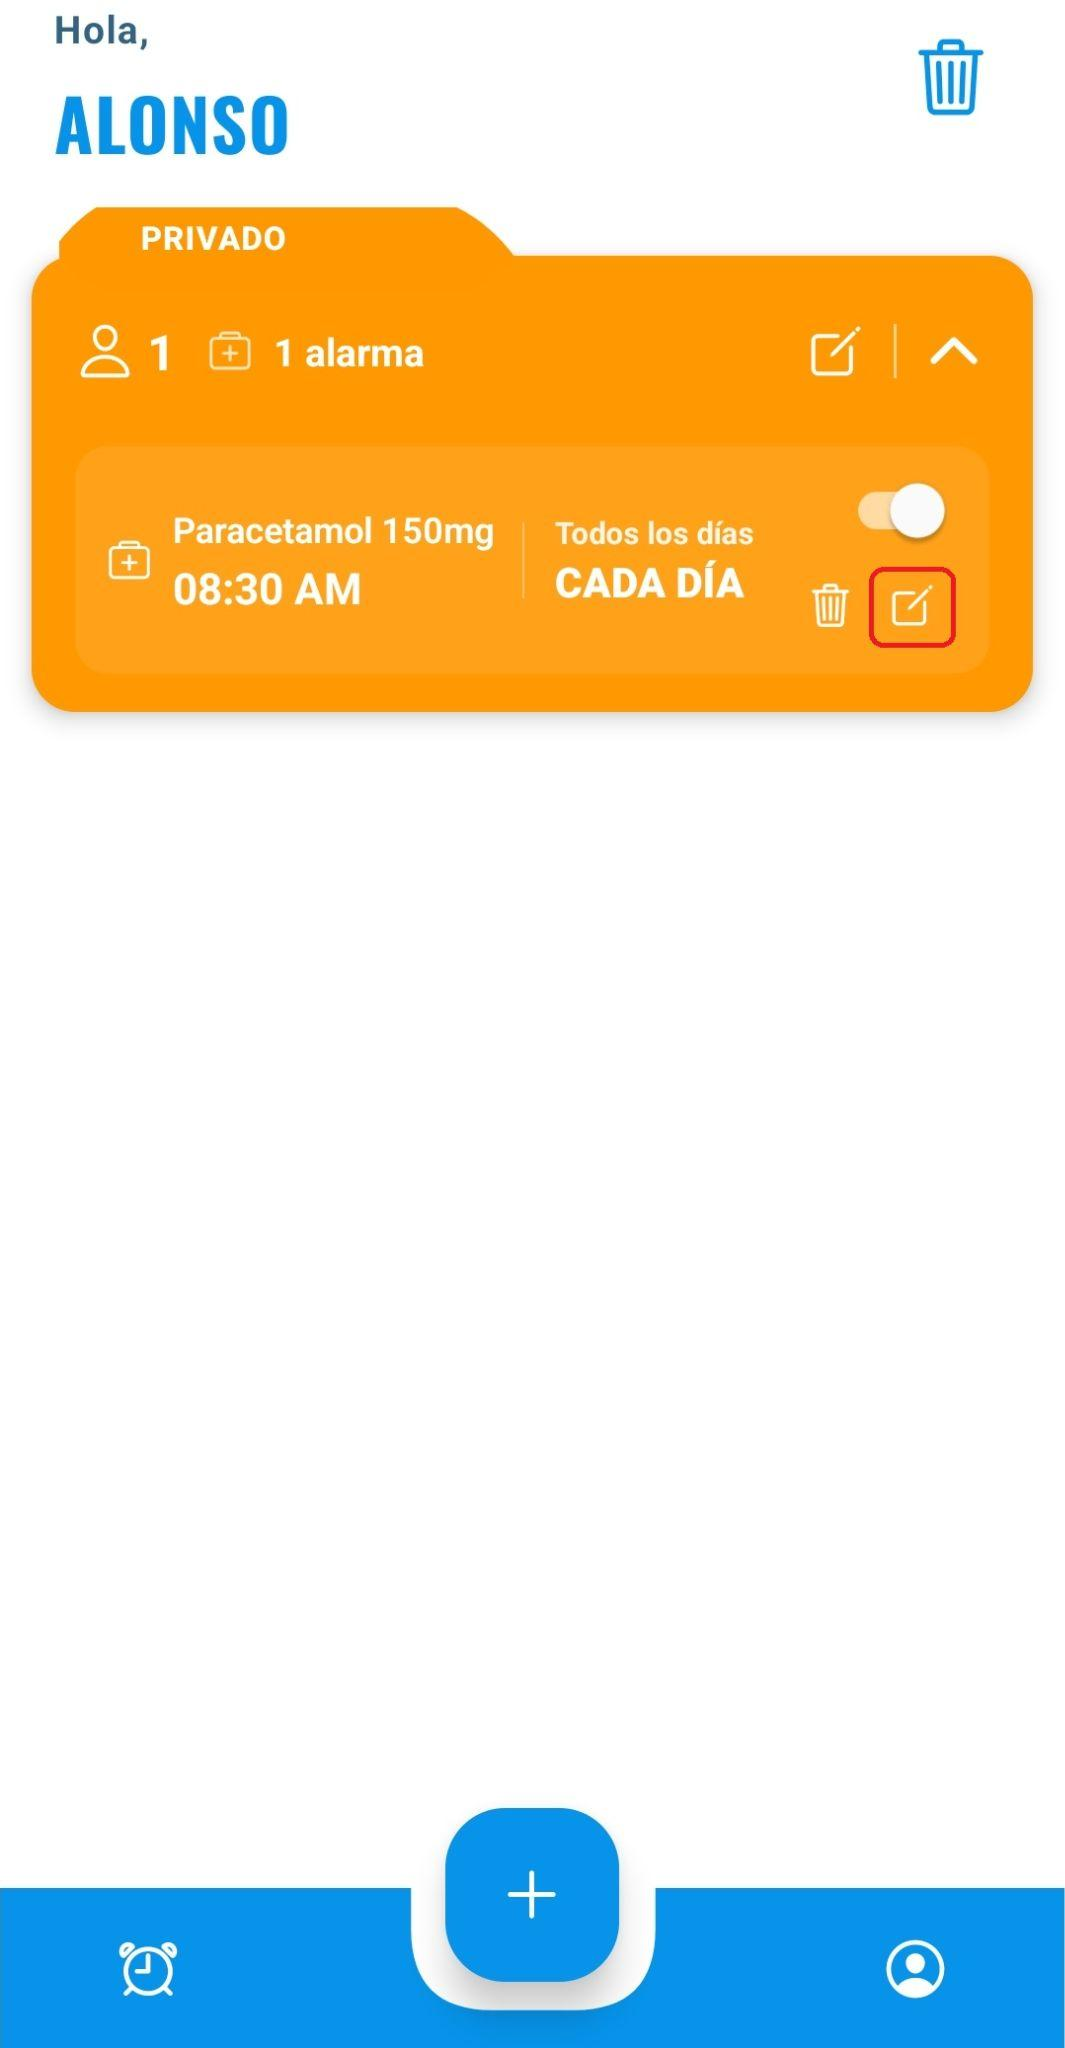 Hola,
ALONSO
PRIVADO
1 1 alarma
Paracetamol 150mg
08:30 AM
Todos los días
CADA DÍA